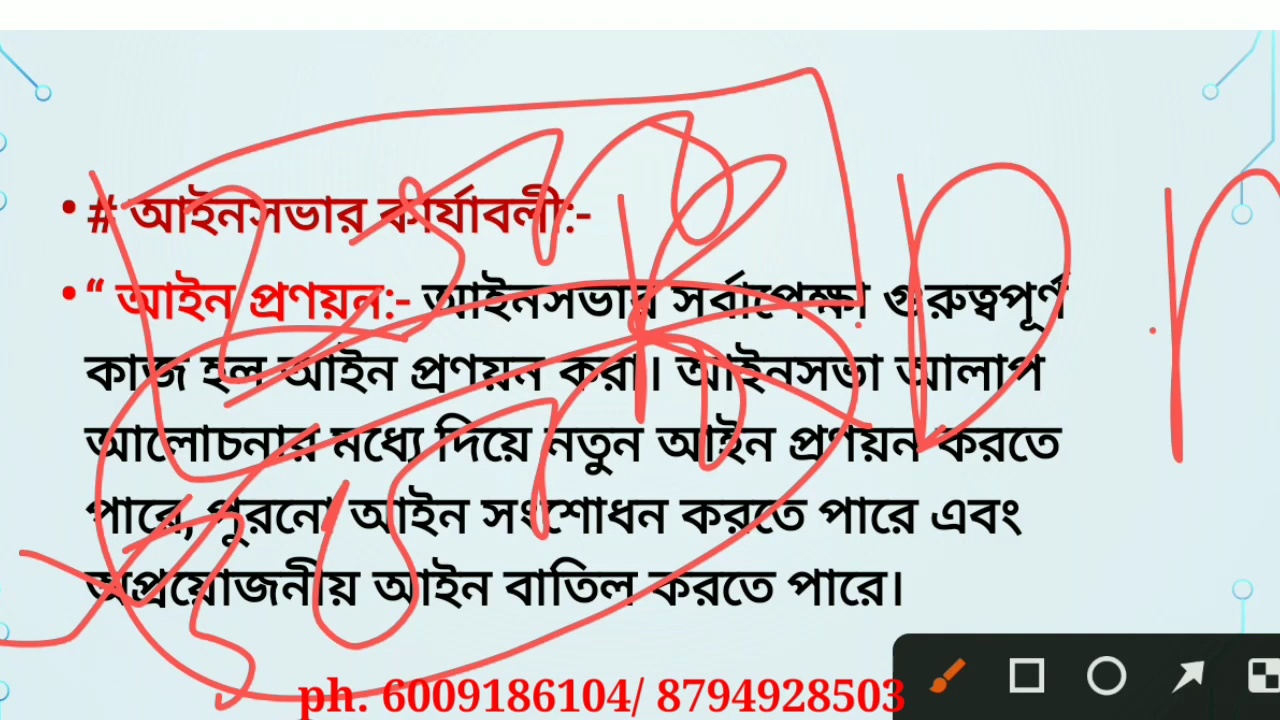 • # আইনসভার কার্যাবলী:-
• “ আইন প্রণয়ন:- আইনসভার সর্বাপেক্ষা গুরুত্বপূর্ণ
কাজ হল আইন প্রণয়ন করা। আইনসভা আলাপ
আলোচনার মধ্যে দিয়ে নতুন আইন প্রণয়ন করতে
পারে, পুরনো আইন সংশোধন করতে পারে এবং
অপ্রয়োজনীয় আইন বাতিল করতে পারে।
ph. 6009186104/ 8794928503